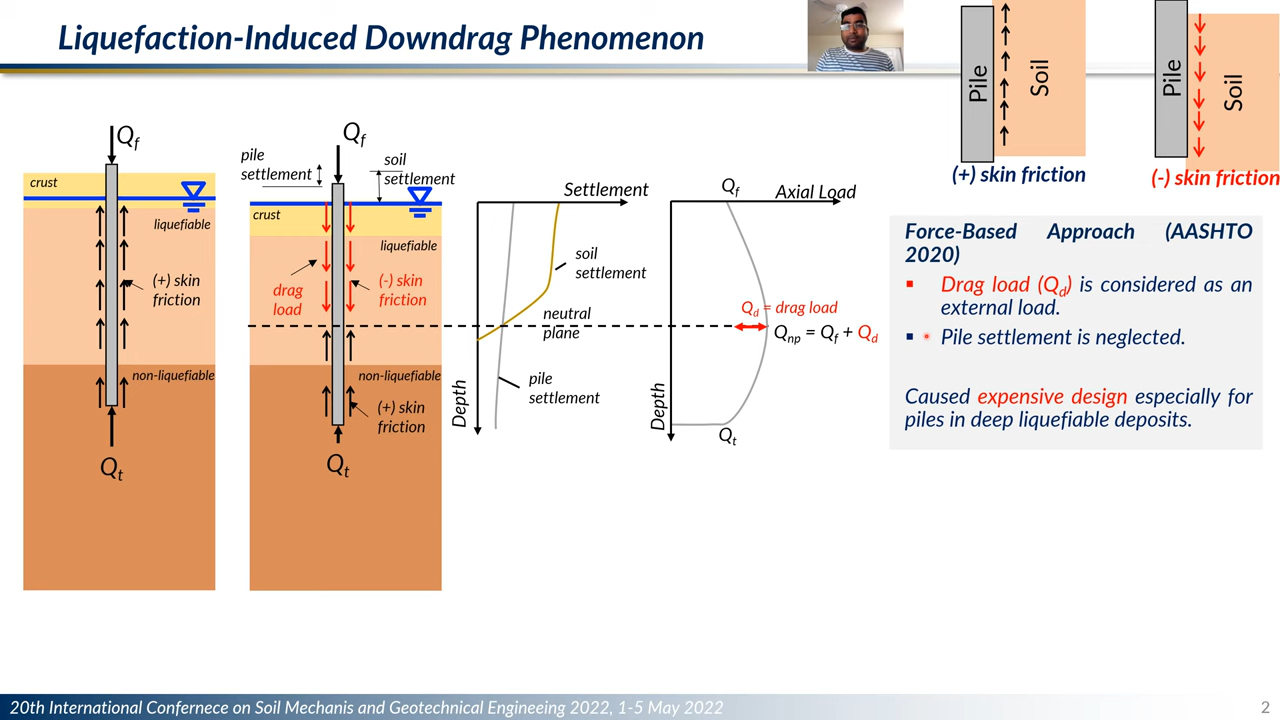 Liquefaction-Induced Downdrag Phenomenon
Pile
Soil
(+) skin friction
Pile
Soil
(-) skin friction
Qf
crust
liquefiable
(+) skin
friction
non-liquefiable
Qt
Qf
pile
settlement
soil
settlement
crust
liquefiable
drag
load
(-) skin
friction
non-liquefiable
(+) skin
friction
Qt
Settlement
soil
settlement
neutral
plane
pile
settlement
Depth
Qf
Axial Load
Qd = drag load
Qnp = Qf + Qd
Depth
Qt
Force-Based Approach (AASHTO
2020)
▪ Drag load (Qd) is considered as an
external load.
▪ Pile settlement is neglected.
Caused expensive design especially for
piles in deep liquefiable deposits.
20th International Confernece on Soil Mechanis and Geotechnical Engineeing 2022, 1-5 May 2022
2